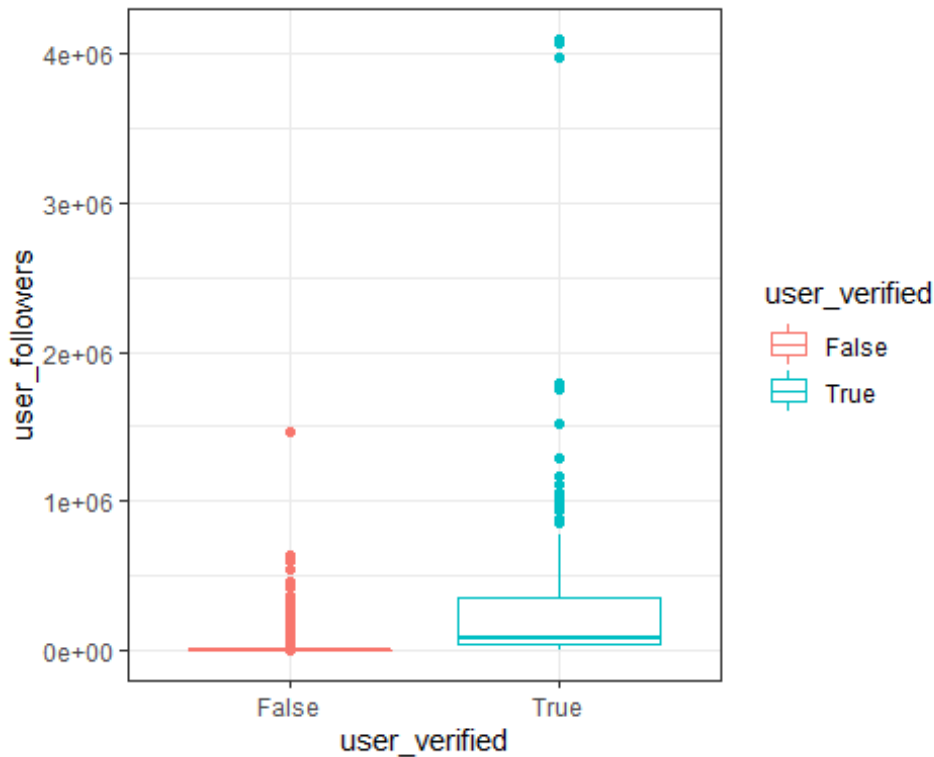 4e+06
3e+06
2e+06
1e+06
0e+00
user_followers
False
True
user_verified
user_verified
False
True